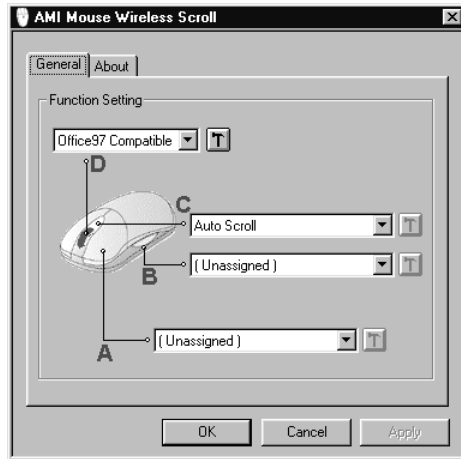 AMI Mouse Wireless Scroll
General About
Function Setting
Office97 Compatible
D
C
Auto Scroll
B
( Unassigned )
A
( Unassigned )
OK Cancel Apply